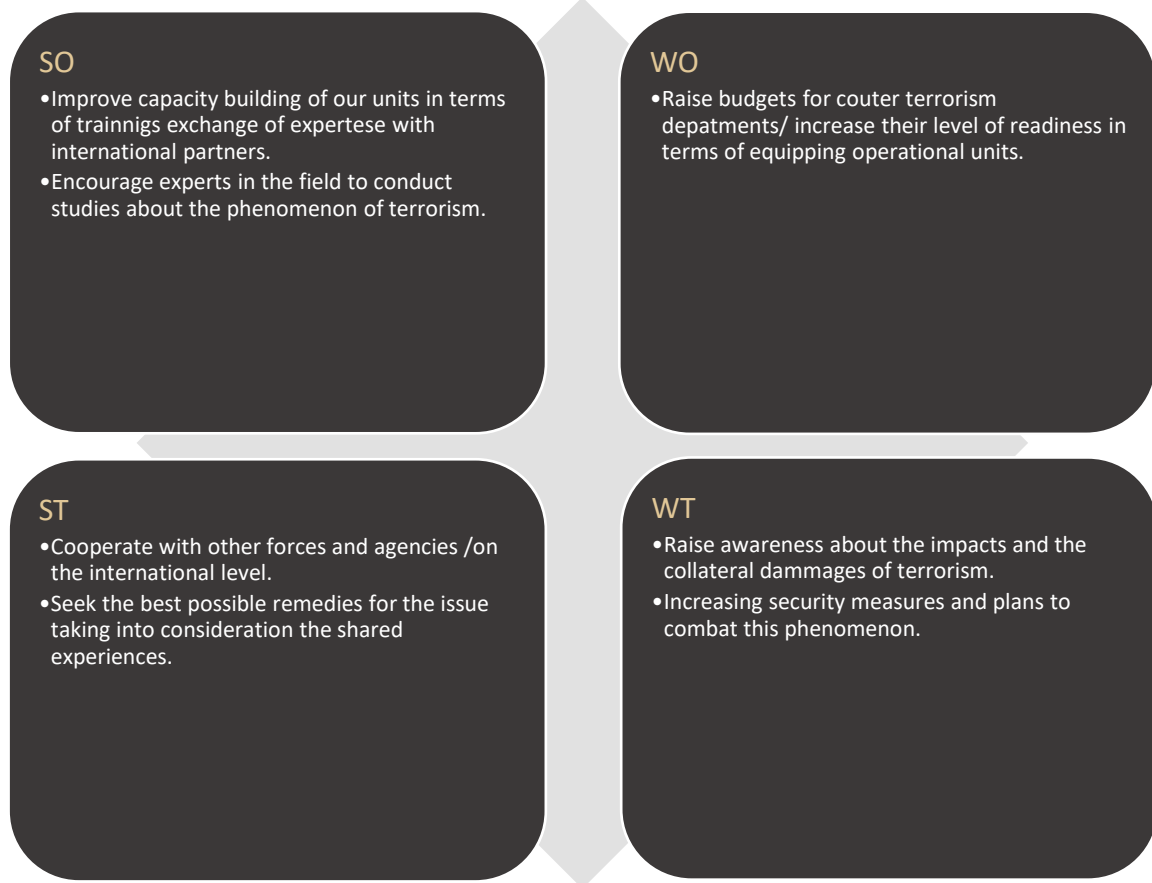 SO
•Improve capacity building of our units in terms
of trainnigs exchange of expertese with
international partners.
•Encourage experts in the field to conduct
studies about the phenomenon of terrorism.
WO
•Raise budgets for couter terrorism
depatments/ increase their level of readiness in
terms of equipping operational units.
ST
•Cooperate with other forces and agencies /on
the international level.
•Seek the best possible remedies for the issue
taking into consideration the shared
experiences.
WT
•Raise awareness about the impacts and the
collateral dammages of terrorism.
•Increasing security measures and plans to
combat this phenomenon.